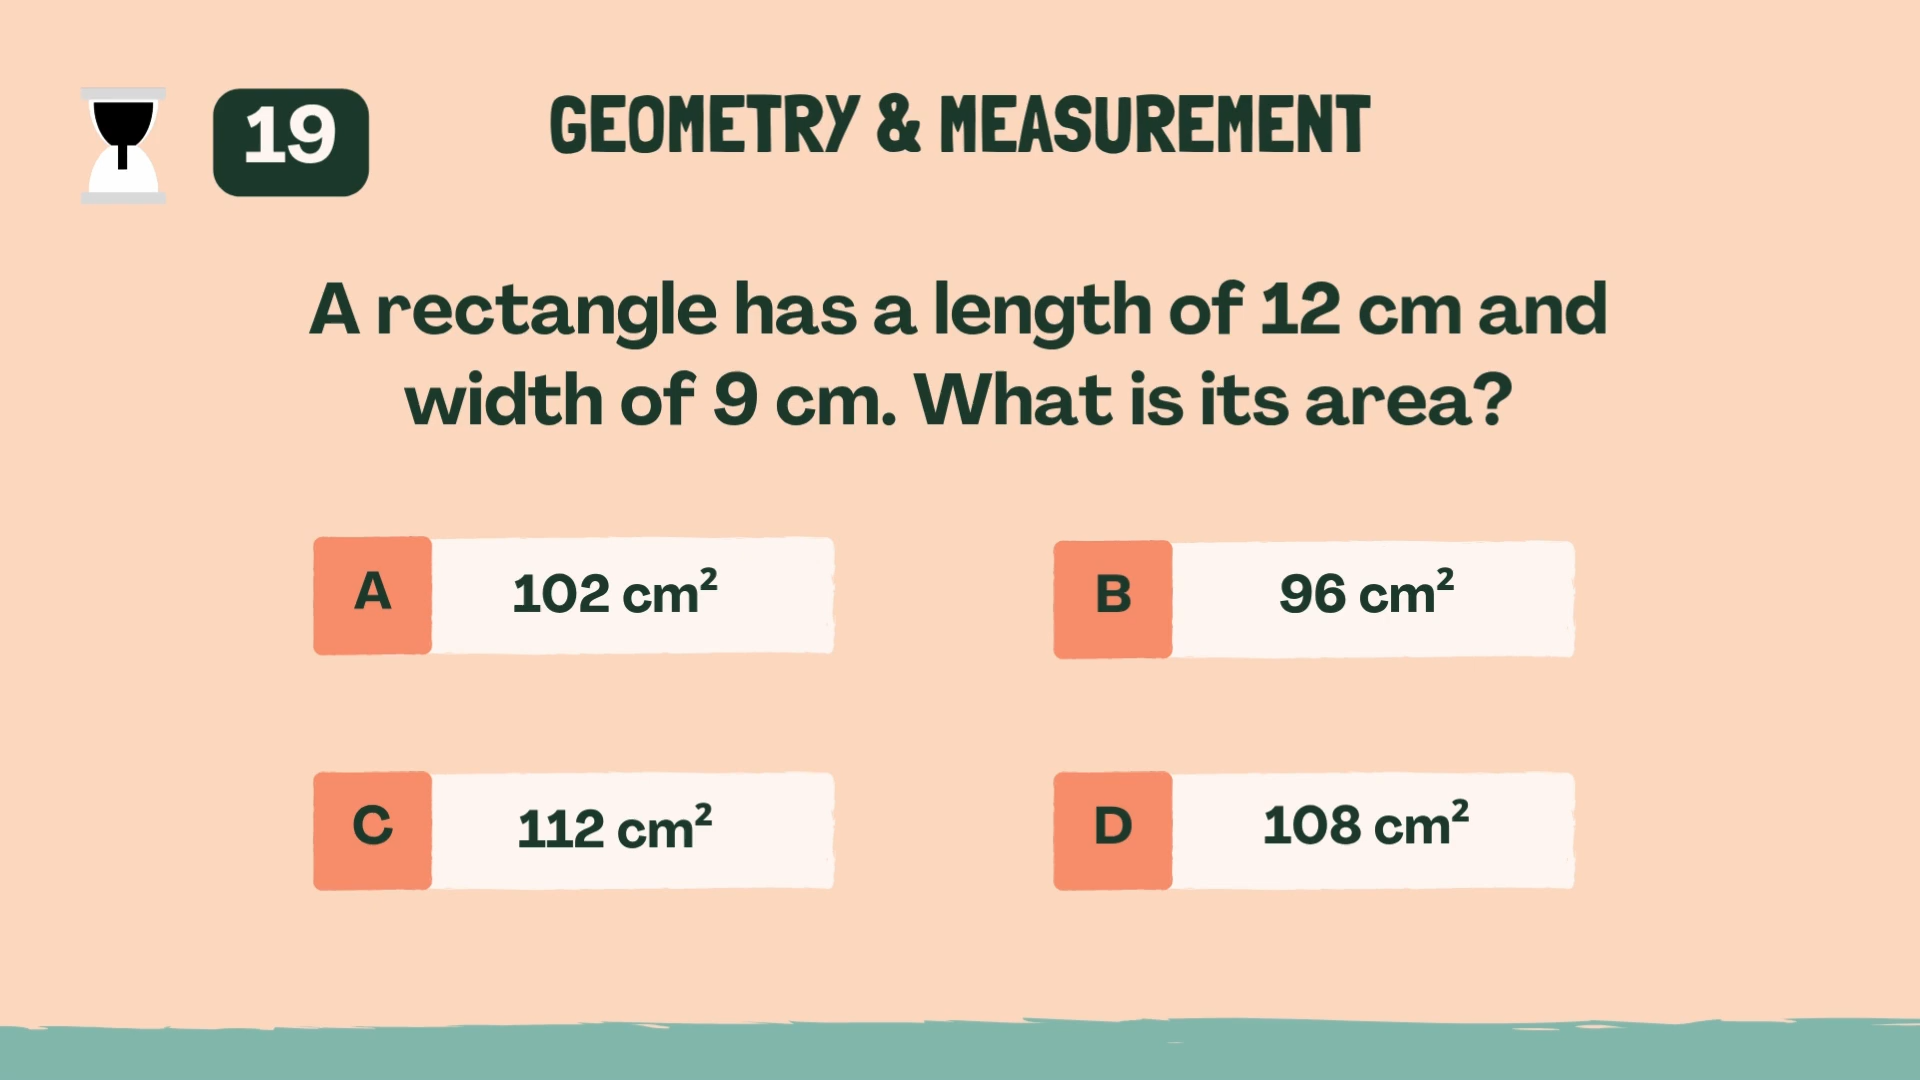 19
GEOMETRY & MEASUREMENT
A rectangle has a length of 12 cm and
width of 9 cm. What is its area?
A 102 cm²
B 96 cm²
C 112 cm²
D 108 cm²